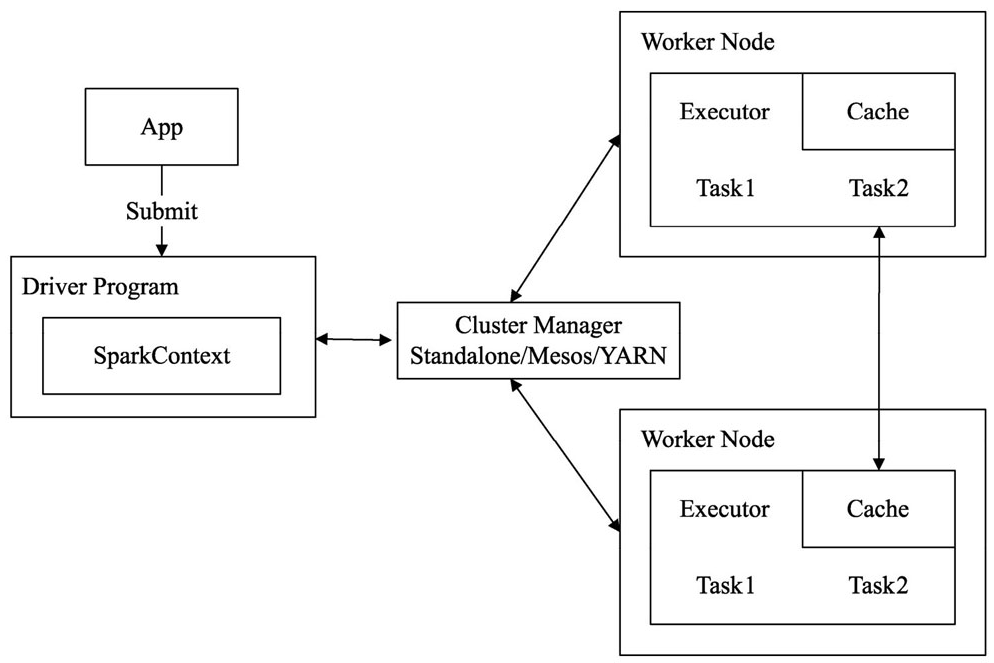 App
Submit
Driver Program
SparkContext
Cluster Manager
Standalone/Mesos/YARN
Worker Node
Executor
Cache
Task1
Task2
Worker Node
Executor
Cache
Task1
Task2